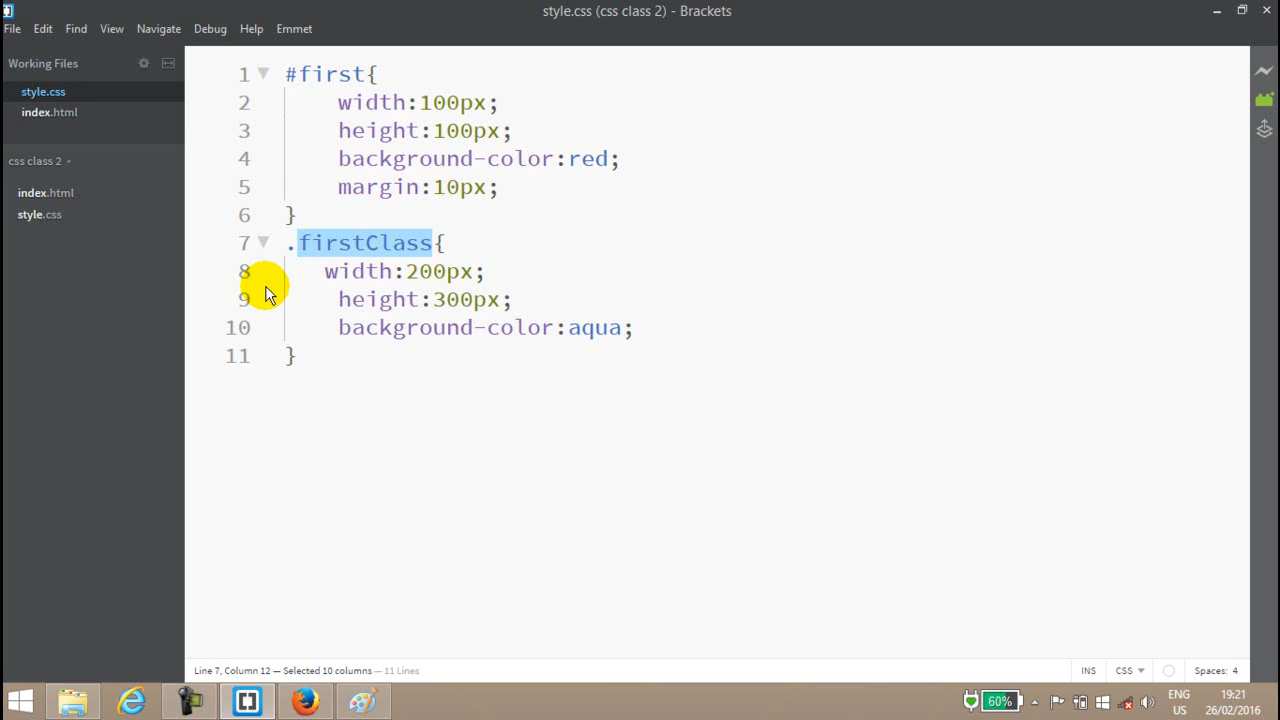 style.css (css class 2) - Brackets
File Edit Find View Navigate Debug Help Emmet
Working Files
style.css
index.html
css class 2
index.html
style.css
1 #first{
2 width:100px;
3 height:100px;
4 background-color:red;
5 margin:10px;
6 }
7 .firstClass{
8 width:200px;
9 height:300px;
10 background-color:aqua;
11 }
Line 7, Column 12 — Selected 10 columns — 11 Lines
INS CSS Spaces: 4
60% ENG 19:21
US 26/02/2016